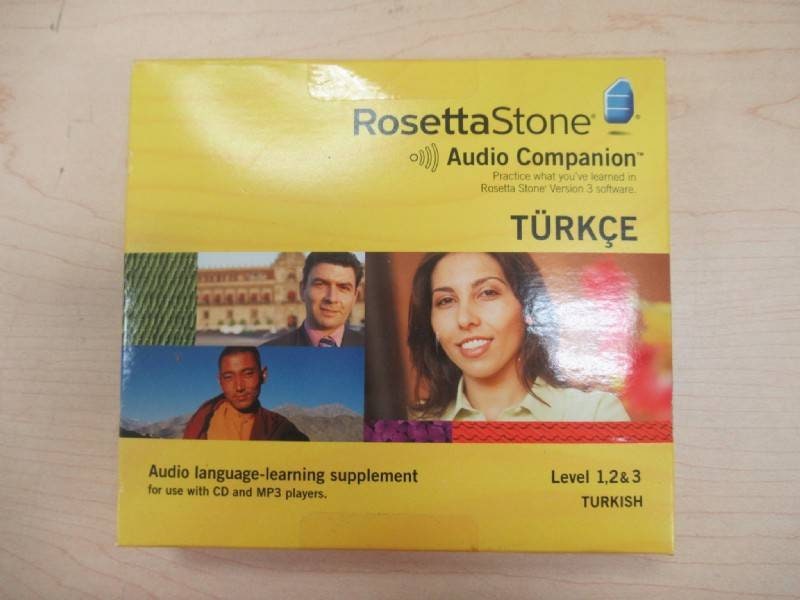 RosettaStone®
Audio Companion™
Practice what you've learned in
Rosetta Stone® Version 3 software.
TÜRKÇE
Audio language-learning supplement
for use with CD and MP3 players.
Level 1,2&3
TURKISH